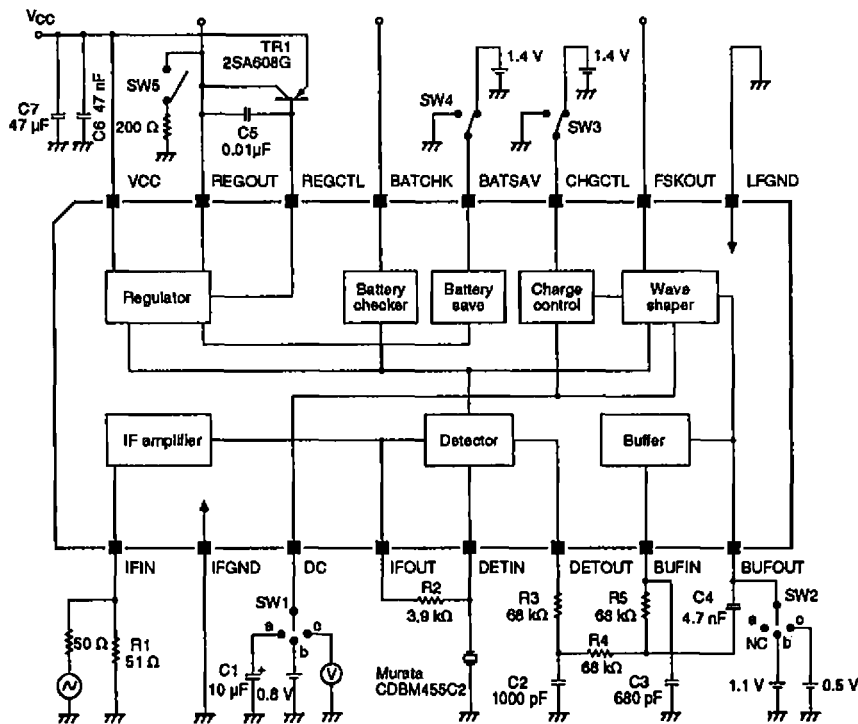 VCC
TR1
2SA608G
1.4 V
1.4 V
SW5
SW4
SW3
C7
47 µF
C6 47 nF
200 Ω
C5
0.01µF
VCC
REGOUT
REGCTL
BATCHK
BATSAV
CHGCTL
FSKOUT
LFGND
Regulator
Battery
checker
Battery
save
Charge
control
Wave
shaper
IF amplifier
Detector
Buffer
IFIN
IFGND
DC
IFOUT
DETIN
DETOUT
BUFIN
BUFOUT
50 Ω
R1
51 Ω
SW1
a
b
c
C1
+
10 µF
0.8 V
V
R2
3.9 kΩ
Murata
CDBM455C2
R3
68 kΩ
R5
68 kΩ
R4
68 kΩ
C2
1000 pF
C3
680 pF
C4
4.7 nF
SW2
a
NC
b
c
1.1 V
0.5 V